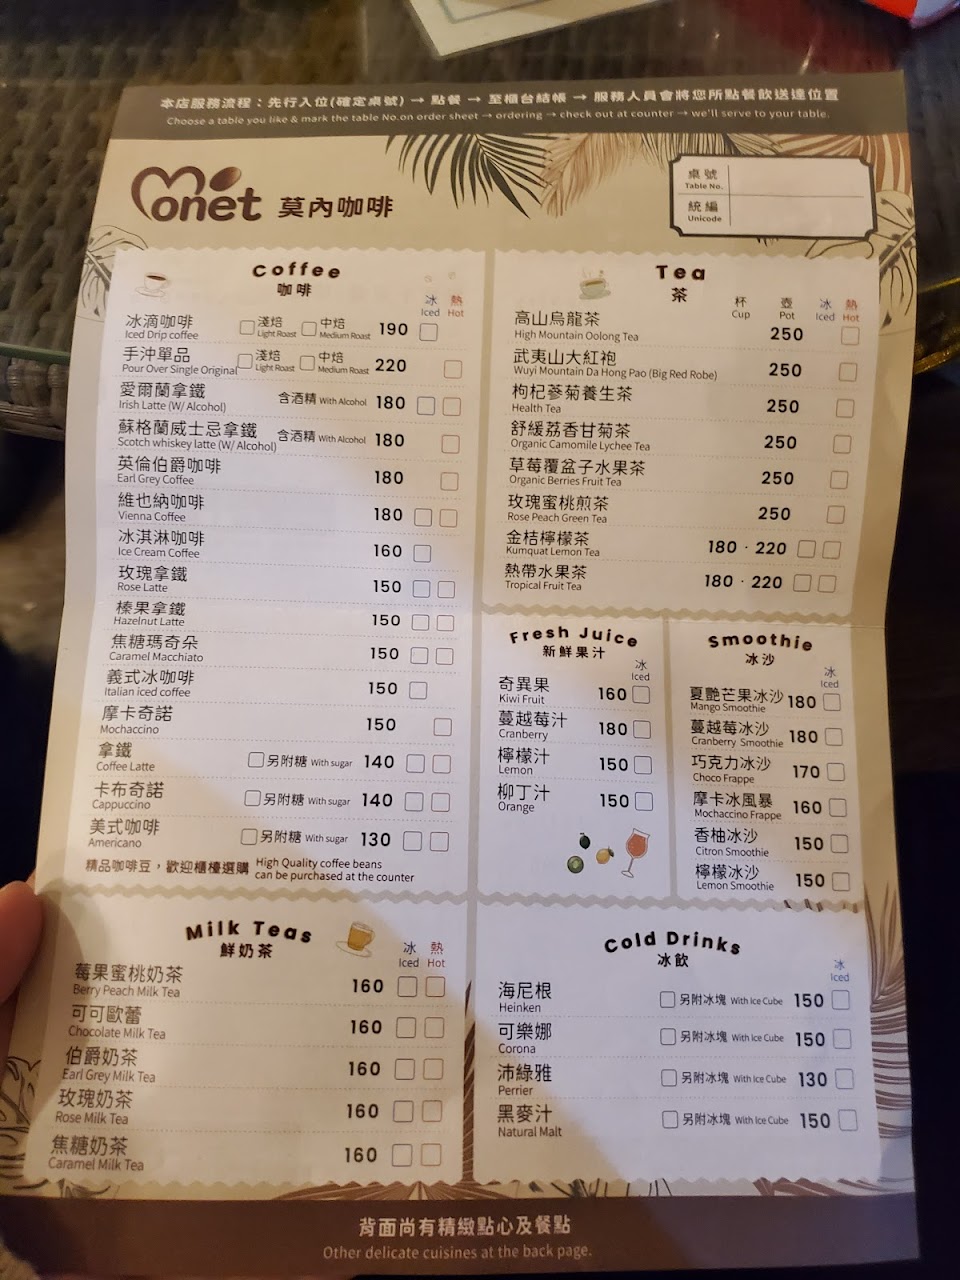 本店服務流程：先行入位(確定桌號) → 點餐 → 至櫃台結帳 → 服務人員會將您所點餐飲送達位置
Choose a table you like & mark the table No.on order sheet → ordering → check out at counter → we'll serve to your table.
Monet 莫內咖啡
桌號
Table No.
統編
Unicode
Coffee
咖啡
冰 熱
Iced Hot
冰滴咖啡 淺焙 中焙 190
Iced Drip coffee Light Roast Medium Roast
手沖單品 淺焙 中焙 220
Pour Over Single Original Light Roast Medium Roast
愛爾蘭拿鐵 含酒精 With Alcohol 180
Irish Latte (W/ Alcohol)
蘇格蘭威士忌拿鐵 含酒精 With Alcohol 180
Scotch whiskey latte (W/ Alcohol)
英倫伯爵咖啡 180
Earl Grey Coffee
維也納咖啡 180
Vienna Coffee
冰淇淋咖啡 160
Ice Cream Coffee
玫瑰拿鐵 150
Rose Latte
榛果拿鐵 150
Hazelnut Latte
焦糖瑪奇朵 150
Caramel Macchiato
義式冰咖啡 150
Italian iced coffee
摩卡奇諾 150
Mochaccino
拿鐵 另附糖 With sugar 140
Coffee Latte
卡布奇諾 另附糖 With sugar 140
Cappuccino
美式咖啡 另附糖 With sugar 130
Americano
精品咖啡豆，歡迎櫃檯選購 High Quality coffee beans
can be purchased at the counter
Tea
茶
杯 壺 冰 熱
Cup Pot Iced Hot
高山烏龍茶 250
High Mountain Oolong Tea
武夷山大紅袍 250
Wuyi Mountain Da Hong Pao (Big Red Robe)
枸杞蔘菊養生茶 250
Health Tea
舒緩荔香甘菊茶 250
Organic Camomile Lychee Tea
草莓覆盆子水果茶 250
Organic Berries Fruit Tea
玫瑰蜜桃煎茶 250
Rose Peach Green Tea
金桔檸檬茶 180 · 220
Kumquat Lemon Tea
熱帶水果茶 180 · 220
Tropical Fruit Tea
Fresh Juice
新鮮果汁
冰
Iced
奇異果 160
Kiwi Fruit
蔓越莓汁 180
Cranberry
檸檬汁 150
Lemon
柳丁汁 150
Orange
Smoothie
冰沙
冰
Iced
夏艷芒果冰沙 180
Mango Smoothie
蔓越莓冰沙 180
Cranberry Smoothie
巧克力冰沙 170
Choco Frappe
摩卡冰風暴 160
Mochaccino Frappe
香柚冰沙 150
Citron Smoothie
檸檬冰沙 150
Lemon Smoothie
Milk Teas
鮮奶茶
冰 熱
Iced Hot
莓果蜜桃奶茶 160
Berry Peach Milk Tea
可可歐蕾 160
Chocolate Milk Tea
伯爵奶茶 160
Earl Grey Milk Tea
玫瑰奶茶 160
Rose Milk Tea
焦糖奶茶 160
Caramel Milk Tea
Cold Drinks
冰飲
冰
Iced
海尼根 另附冰塊 With Ice Cube 150
Heinken
可樂娜 另附冰塊 With Ice Cube 150
Corona
沛綠雅 另附冰塊 With Ice Cube 130
Perrier
黑麥汁 另附冰塊 With Ice Cube 150
Natural Malt
背面尚有精緻點心及餐點
Other delicate cuisines at the back page.